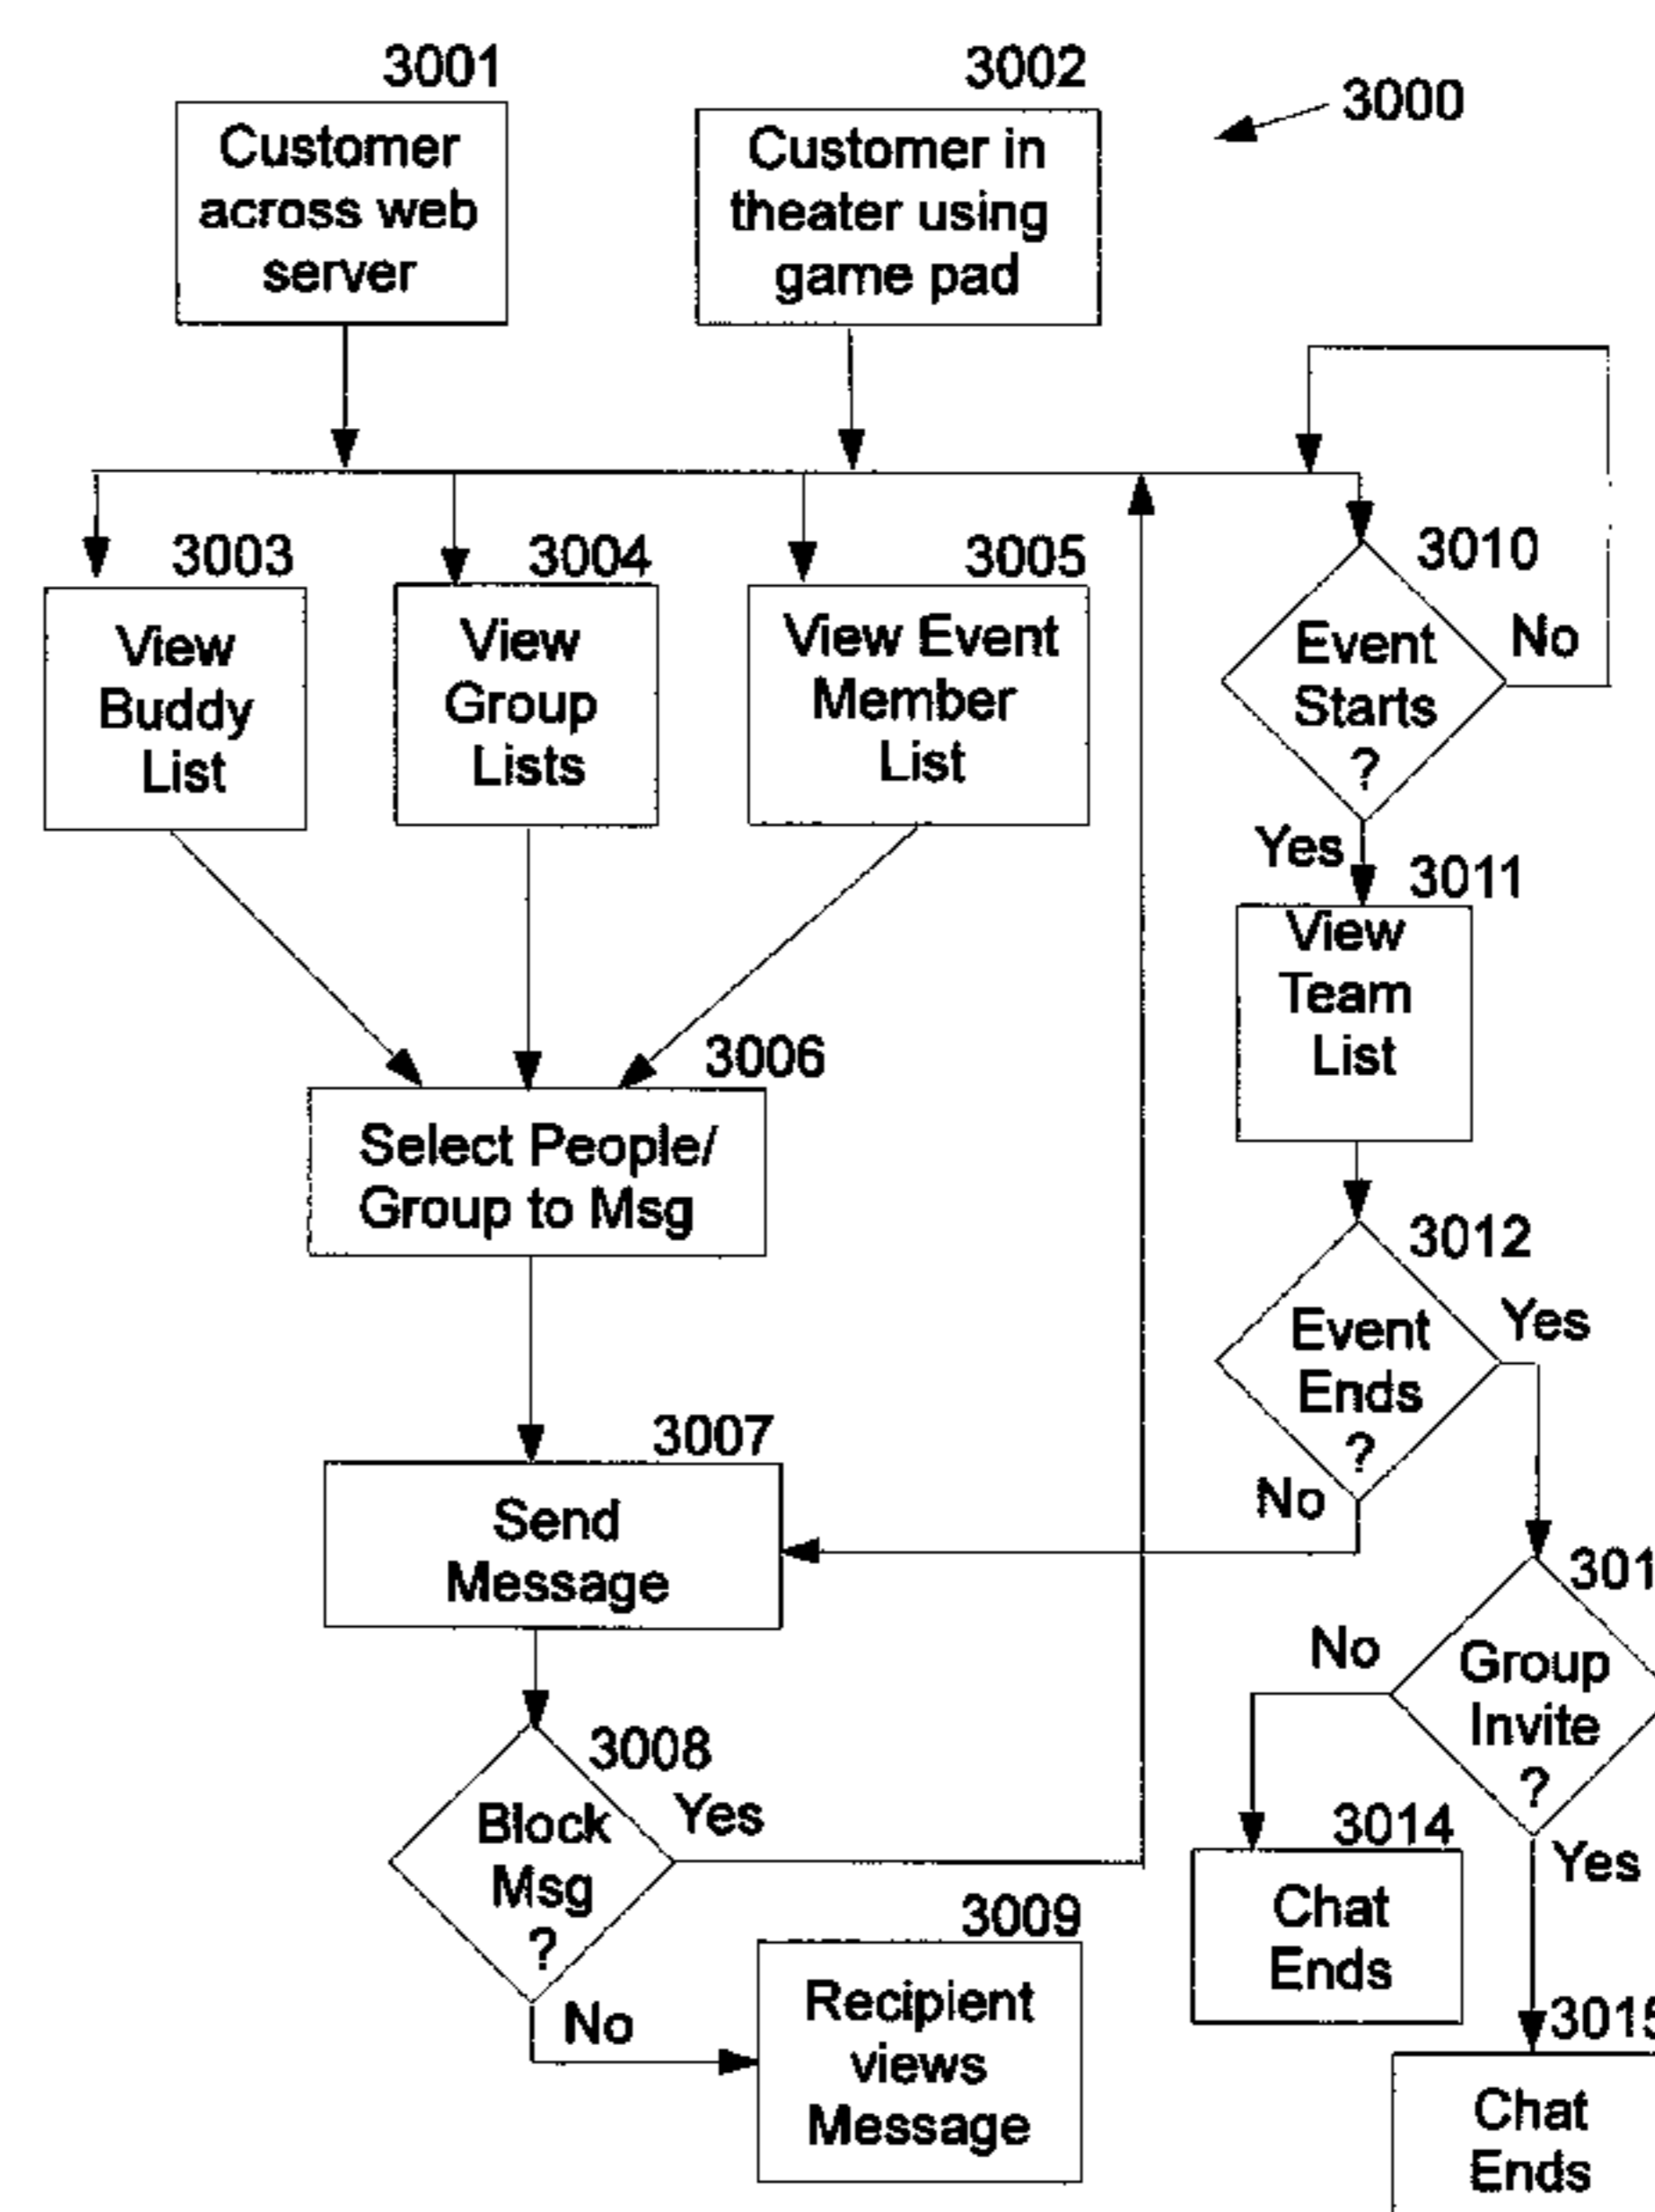 3001
Customer
across web
server
3002
Customer in
theater using
game pad
3000
3003
View
Buddy
List
3004
View
Group
Lists
3005
View Event
Member
List
3010
Event
Starts
?
No
Yes
3011
View
Team
List
3006
Select People/
Group to Msg
3012
Event
Ends
?
Yes
No
3007
Send
Message
301
Group
Invite
?
No
Yes
3008
Block
Msg
?
Yes
No
3009
Recipient
views
Message
3014
Chat
Ends
3015
Chat
Ends